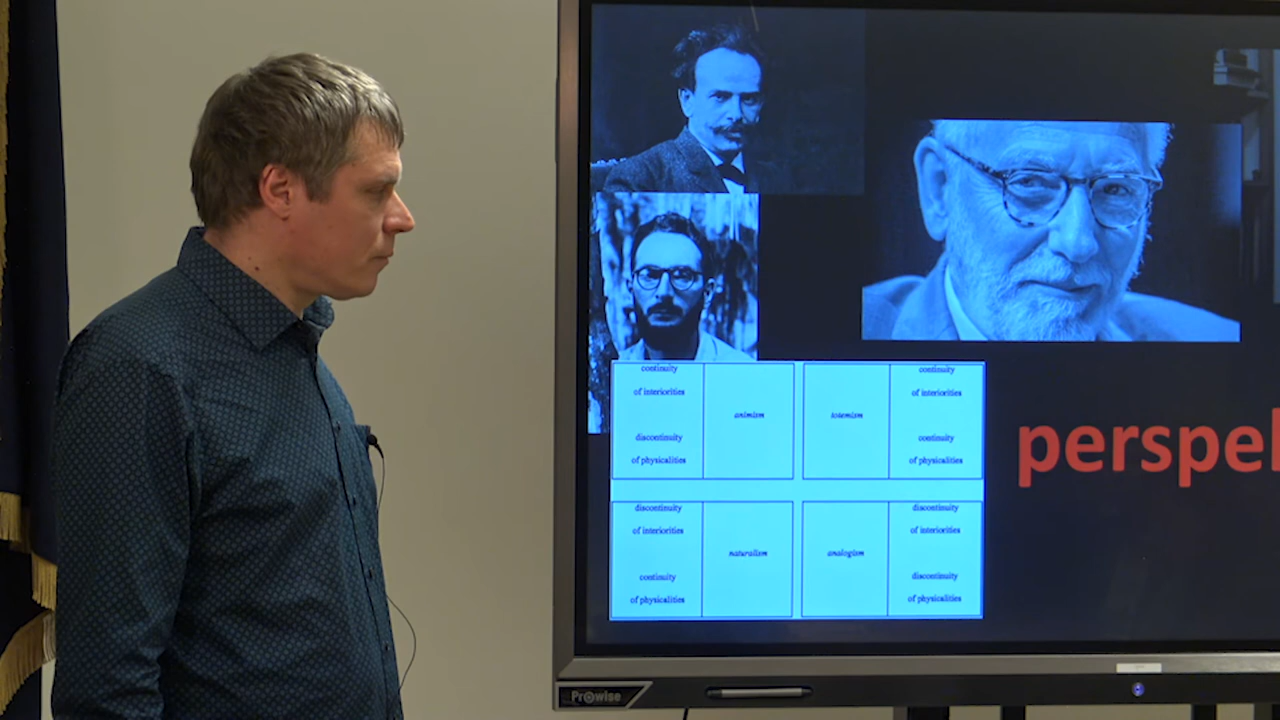 continuity
of interiorities
animism
discontinuity
of physicalities
totemism
continuity
of interiorities
continuity
of physicalities
perspe
discontinuity
of interiorities
naturalism
continuity
of physicalities
analogism
discontinuity
of interiorities
discontinuity
of physicalities
Prowise